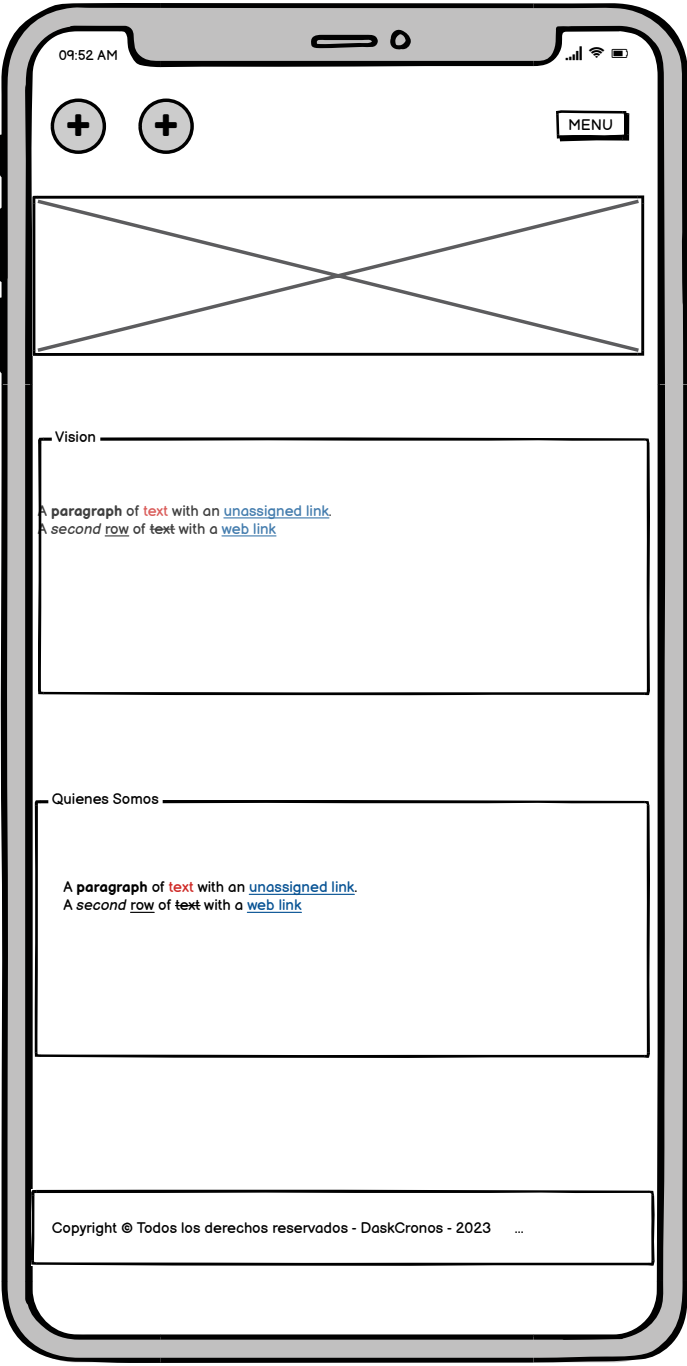 09:52 AM
MENU
Vision
A paragraph of text with an unassigned link.
A second row of text with a web link
Quienes Somos
A paragraph of text with an unassigned link.
A second row of text with a web link
Copyright © Todos los derechos reservados - DaskCronos - 2023 ...